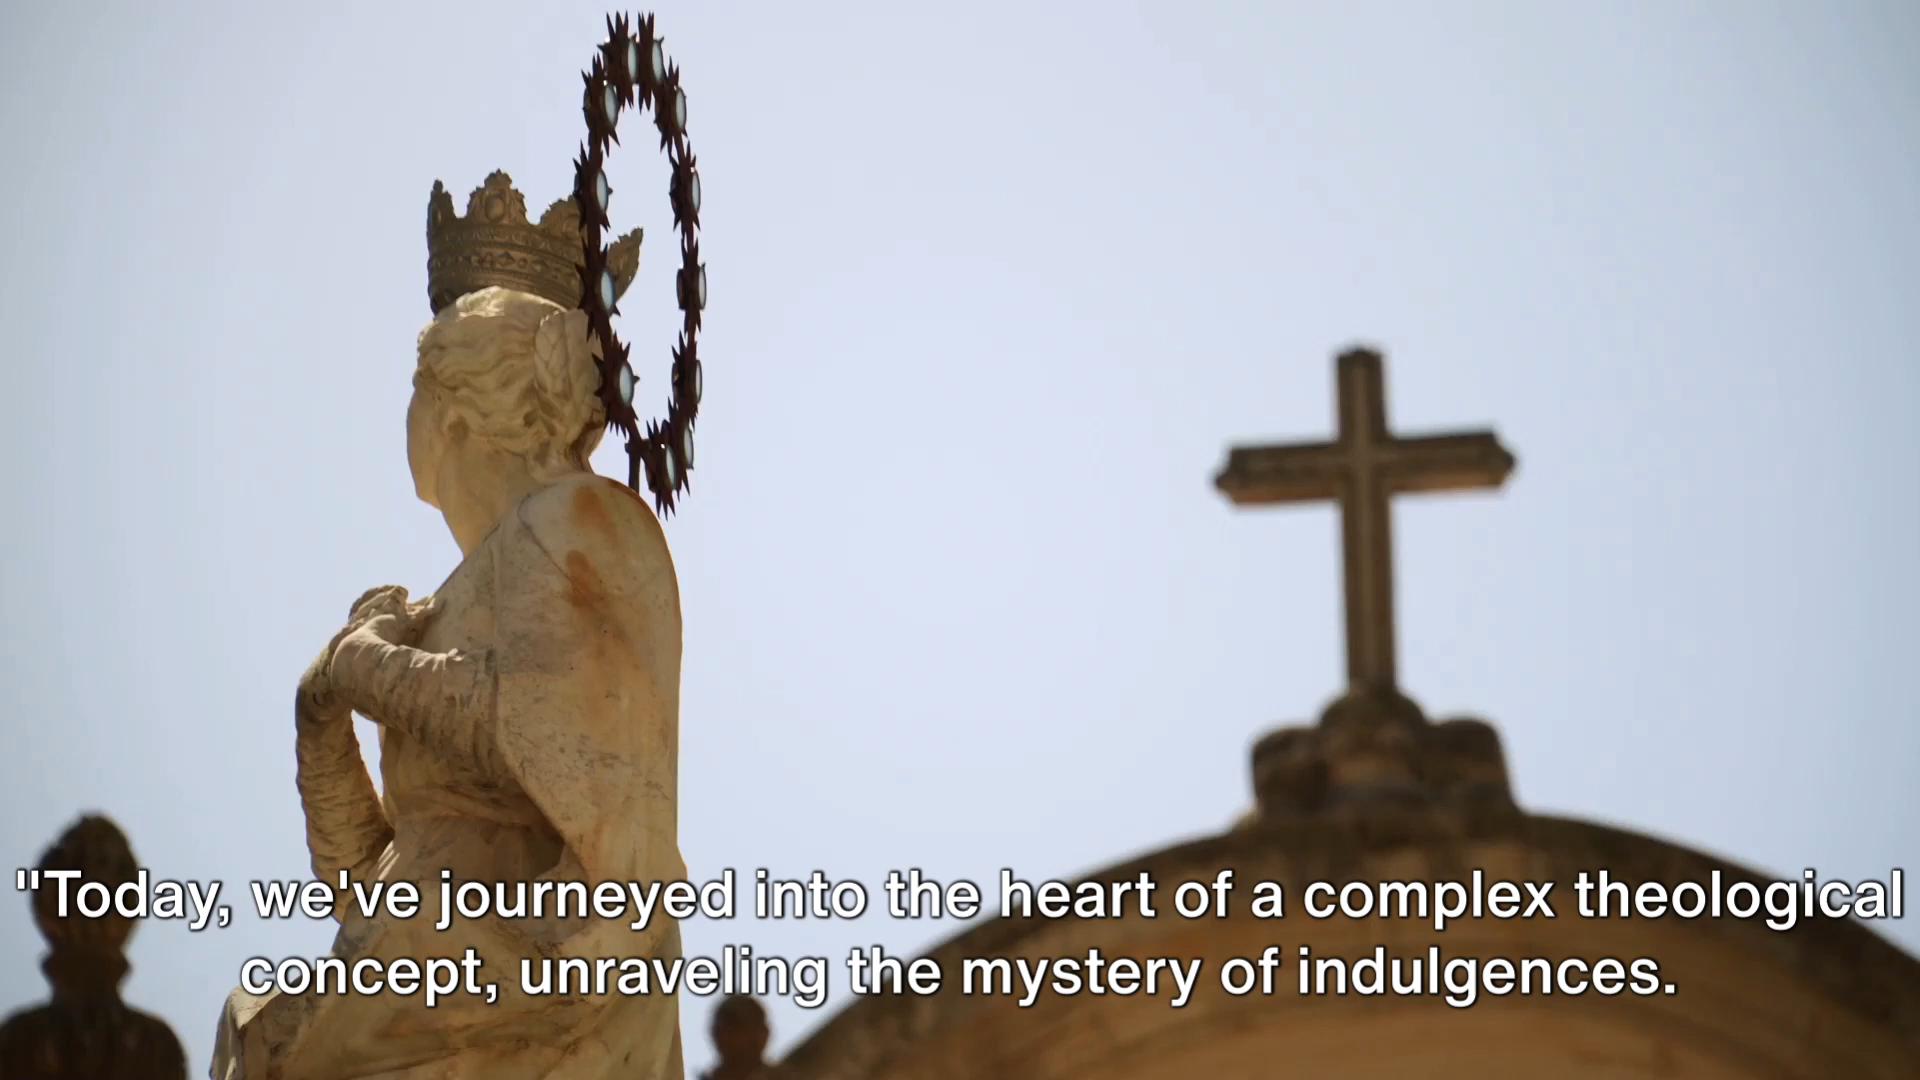 "Today, we've journeyed into the heart of a complex theological
concept, unraveling the mystery of indulgences.